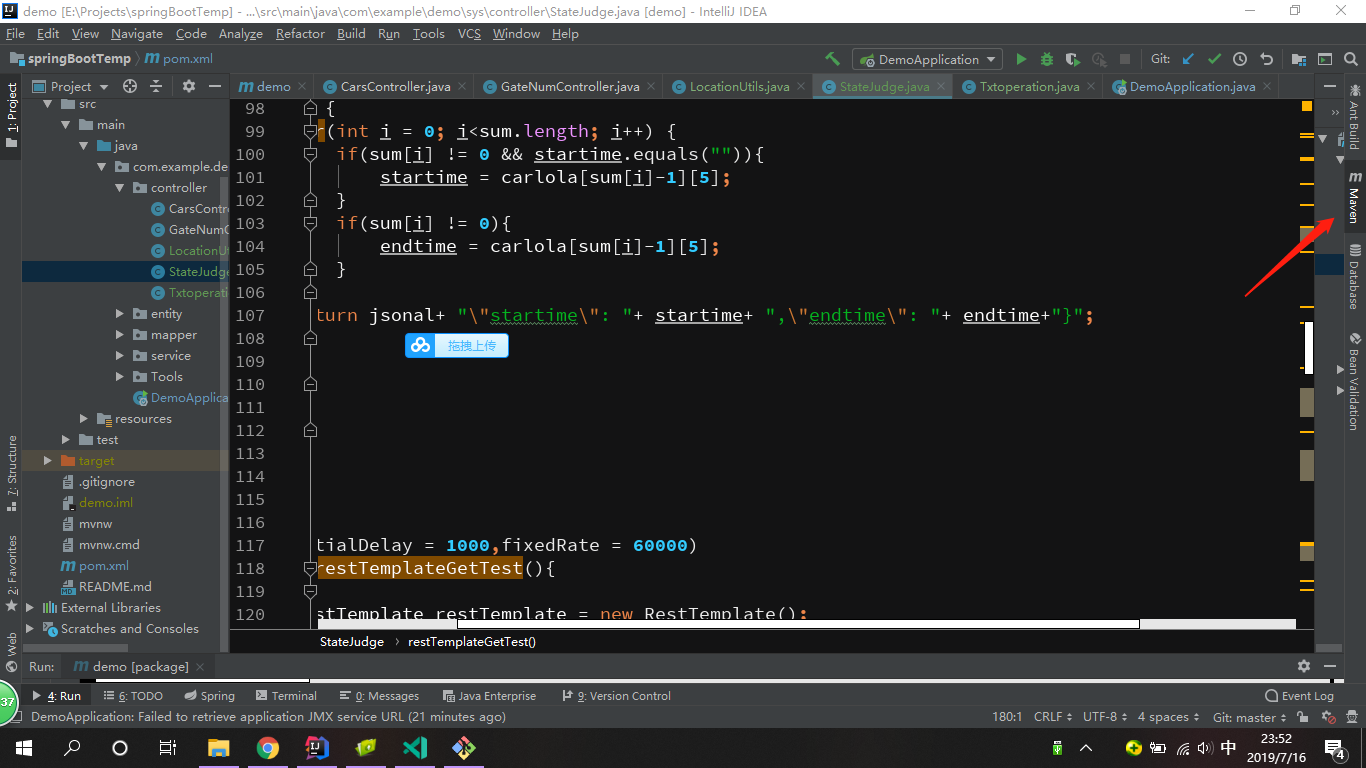 demo [E:\Projects\springBootTemp] - ...\src\main\java\com\example\demo\sys\controller\StateJudge.java [demo] - IntelliJ IDEA
File Edit View Navigate Code Analyze Refactor Build Run Tools VCS Window Help
springBootTemp pom.xml DemoApplication Git:
1: Project
Project
demo CarsController.java GateNumController.java LocationUtils.java StateJudge.java Txtoperation.java DemoApplication.java
src
main
java
com.example.de
controller
CarsContr
GateNumC
LocationU
StateJudge
Txtoperati
entity
mapper
service
Tools
DemoApplica
resources
test
target
.gitignore
demo.iml
mvnw
mvnw.cmd
pom.xml
README.md
External Libraries
Scratches and Consoles
7: Structure
2: Favorites
Web
98 {
99 r(int i = 0; i<sum.length; i++) {
100 if(sum[i] != 0 && startime.equals("")){
101 startime = carlola[sum[i]-1][5];
102 }
103 if(sum[i] != 0){
104 endtime = carlola[sum[i]-1][5];
105 }
106
107 turn jsonal+ "\"startime\": "+ startime+ ",\"endtime\": "+ endtime+"}";
108
拖拽上传
109
110
111
112
113
114
115
116
117 tialDelay = 1000,fixedRate = 60000)
118 restTemplateGetTest(){
119
120 stTemplate restTemplate = new RestTemplate();
StateJudge › restTemplateGetTest()
Ant Build
Maven
Database
Bean Validation
Run: demo [package]
4: Run 6: TODO Spring Terminal 0: Messages Java Enterprise 9: Version Control Event Log
37
DemoApplication: Failed to retrieve application JMX service URL (21 minutes ago) 180:1 CRLF UTF-8 4 spaces Git: master
中 23:52
2019/7/16
4